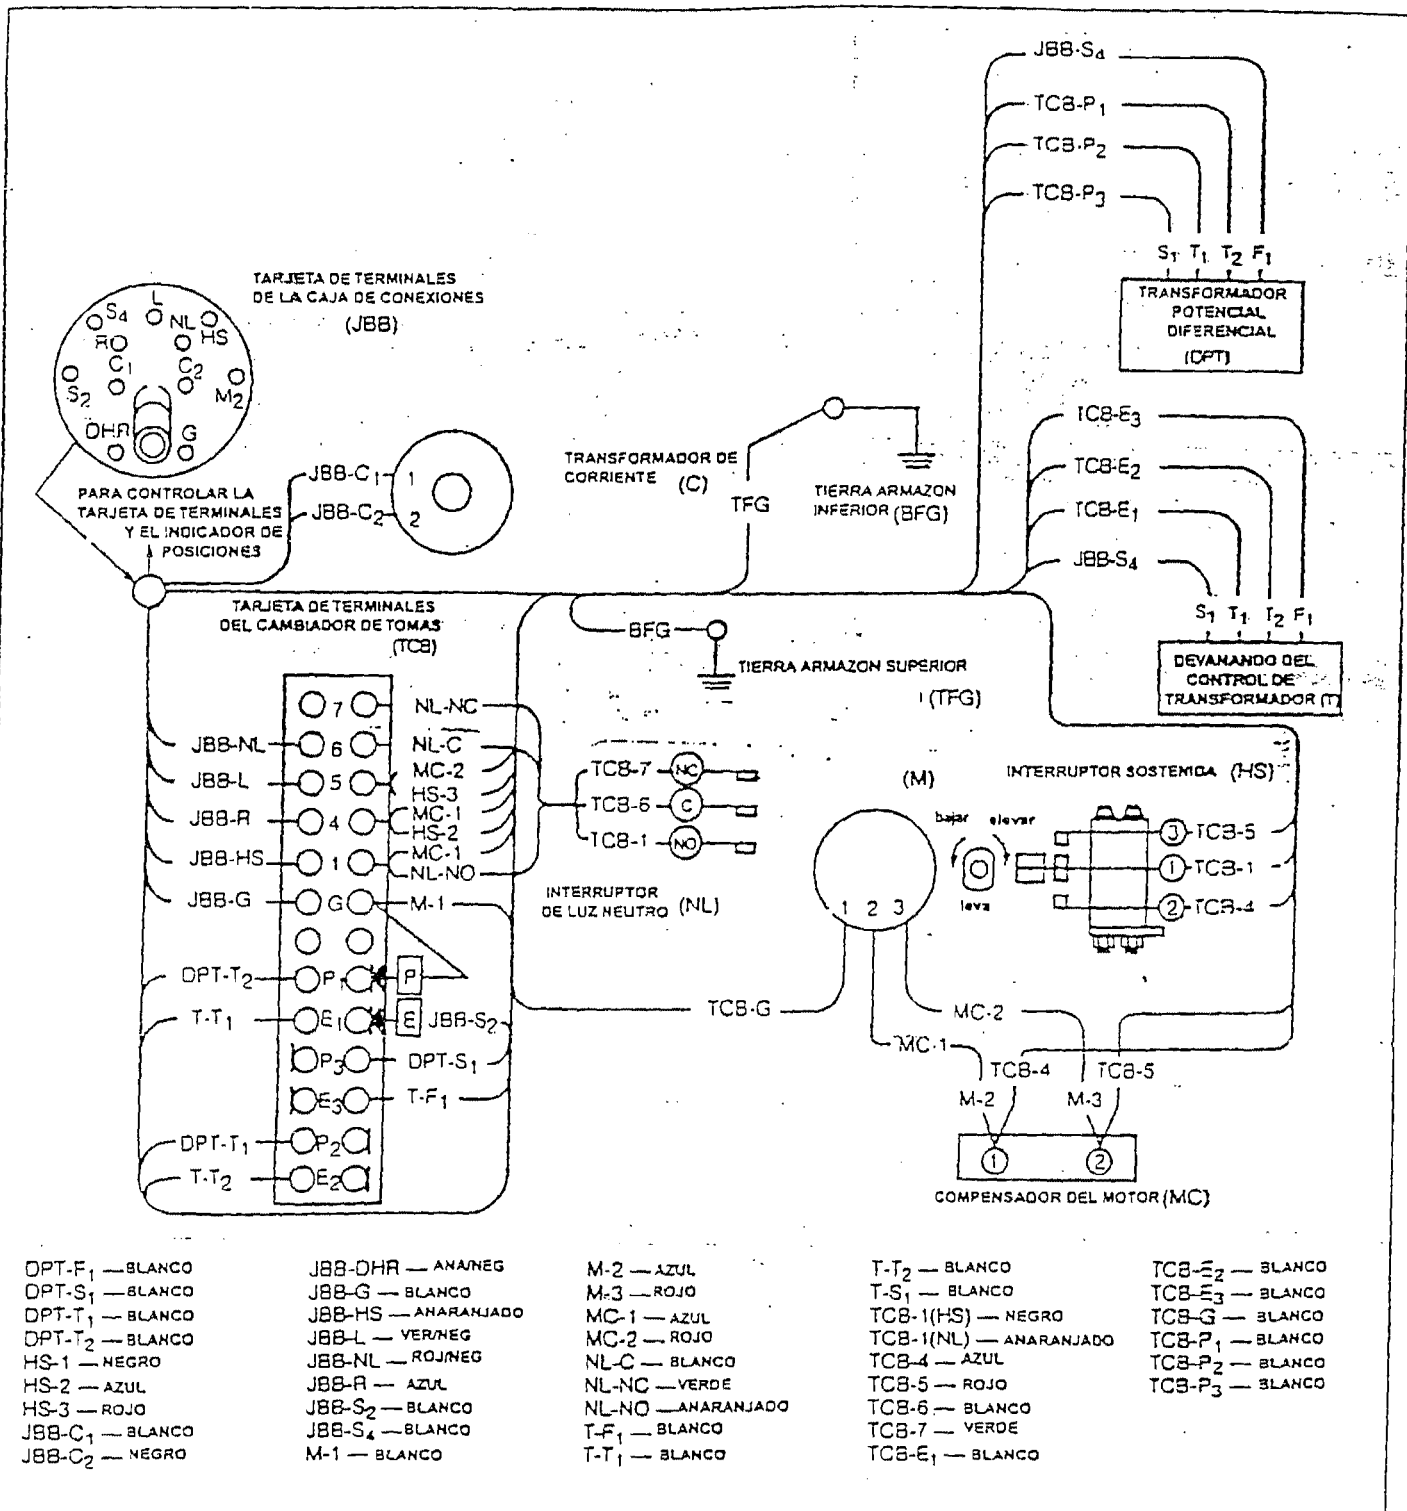 JBB-S4
TCB-P1
TCB-P2
TCB-P3
S1 T1 T2 F1
TRANSFORMADOR
POTENCIAL
DIFERENCIAL
(DPT)
TARJETA DE TERMINALES
DE LA CAJA DE CONEXIONES
(JBB)
L
S4
NL
HS
R
C1
C2
S2
M2
DHR
G
PARA CONTROLAR LA
TARJETA DE TERMINALES
Y EL INDICADOR DE
POSICIONES
JBB-C1
1
JBB-C2
2
TRANSFORMADOR DE
CORRIENTE (C)
TFG
TIERRA ARMAZON
INFERIOR (BFG)
TCB-E3
TCB-E2
TCB-E1
JBB-S4
S1 T1 T2 F1
DEVANANDO DEL
CONTROL DE
TRANSFORMADOR (T)
TARJETA DE TERMINALES
DEL CAMBIADOR DE TOMAS
(TCB)
BFG
TIERRA ARMAZON SUPERIOR
(TFG)
7 NL-NC
JBB-NL 6 NL-C
JBB-L 5 MC-2
HS-3
JBB-R 4 MC-1
HS-2
JBB-HS 1 MC-1
NL-NO
JBB-G G M-1
DPT-T2 P1 P
T-T1 E1 E JBB-S2
P3 DPT-S1
E3 T-F1
DPT-T1 P2
T-T2 E2
TCB-7 NC
TCB-6 C
TCB-1 NO
INTERRUPTOR
DE LUZ NEUTRO (NL)
(M)
1 2 3
bajar elevar
leva
INTERRUPTOR SOSTENIDA (HS)
3 TCB-5
1 TCB-1
2 TCB-4
TCB-G
MC-2
MC-1
TCB-4 TCB-5
M-2 M-3
1 2
COMPENSADOR DEL MOTOR (MC)
DPT-F1 — BLANCO
DPT-S1 — BLANCO
DPT-T1 — BLANCO
DPT-T2 — BLANCO
HS-1 — NEGRO
HS-2 — AZUL
HS-3 — ROJO
JBB-C1 — BLANCO
JBB-C2 — NEGRO
JBB-DHR — ANA/NEG
JBB-G — BLANCO
JBB-HS — ANARANJADO
JBB-L — VER/NEG
JBB-NL — ROJ/NEG
JBB-R — AZUL
JBB-S2 — BLANCO
JBB-S4 — BLANCO
M-1 — BLANCO
M-2 — AZUL
M-3 — ROJO
MC-1 — AZUL
MC-2 — ROJO
NL-C — BLANCO
NL-NC — VERDE
NL-NO — ANARANJADO
T-F1 — BLANCO
T-T1 — BLANCO
T-T2 — BLANCO
T-S1 — BLANCO
TCB-1(HS) — NEGRO
TCB-1(NL) — ANARANJADO
TCB-4 — AZUL
TCB-5 — ROJO
TCB-6 — BLANCO
TCB-7 — VERDE
TCB-E1 — BLANCO
TCB-E2 — BLANCO
TCB-E3 — BLANCO
TCB-G — BLANCO
TCB-P1 — BLANCO
TCB-P2 — BLANCO
TCB-P3 — BLANCO